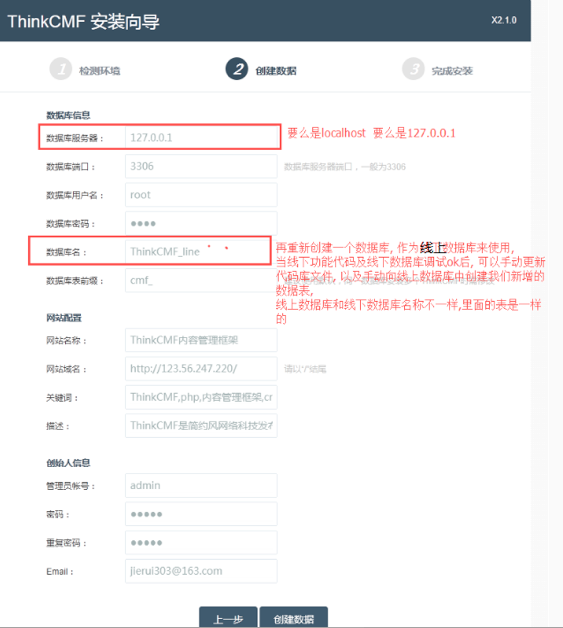 ThinkCMF 安装向导
X2.1.0
1 检测环境
2 创建数据
3 完成安装
数据库信息
数据库服务器： 127.0.0.1
要么是localhost 要么是127.0.0.1
数据库端口： 3306 数据库服务器端口，一般为3306
数据库用户名： root
数据库密码： ••••
数据库名： ThinkCMF_line
再重新创建一个数据库, 作为线上数据库来使用,
当线下功能代码及线下数据库调试ok后, 可以手动更新
代码库文件, 以及手动向线上数据库中创建我们新增的
数据表,
线上数据库和线下数据库名称不一样,里面的表是一样
的
数据库表前缀： cmf_
网站配置
网站名称： ThinkCMF内容管理框架
网站域名： http://123.56.247.220/ 请以“/”结尾
关键词： ThinkCMF,php,内容管理框架,cr
描述： ThinkCMF是简约风网络科技发布
创始人信息
管理员帐号： admin
密码： •••••
重复密码： •••••
Email： jierui303@163.com
上一步 创建数据